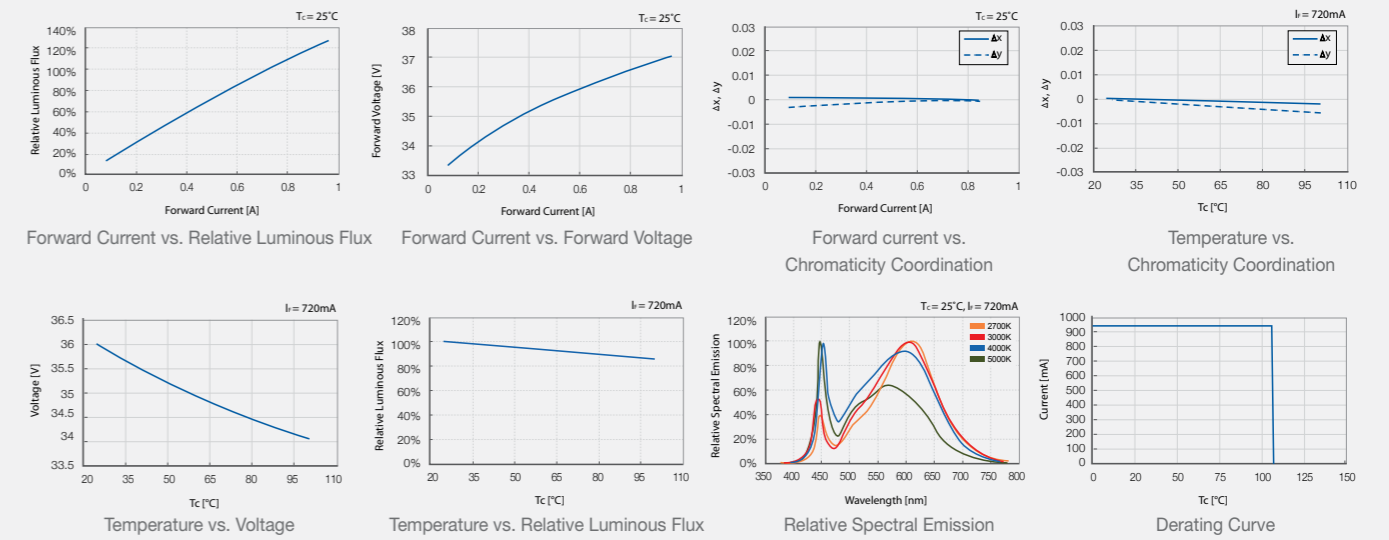 Tc = 25˚C
140%
120%
100%
80%
60%
40%
20%
0%
Relative Luminous Flux
0 0.2 0.4 0.6 0.8 1
Forward Current [A]
Forward Current vs. Relative Luminous Flux
Tc = 25˚C
38
37
36
35
34
33
Forward Voltage [V]
0 0.2 0.4 0.6 0.8 1
Forward Current [A]
Forward Current vs. Forward Voltage
Tc = 25˚C
0.03
0.02
0.01
0
-0.01
-0.02
-0.03
Δx, Δy
Δx
Δy
0 0.2 0.4 0.6 0.8 1
Forward Current [A]
Forward current vs.
Chromaticity Coordination
IF = 720mA
0.03
0.02
0.01
0
-0.01
-0.02
-0.03
Δx, Δy
Δx
Δy
20 35 50 65 80 95 110
Tc [°C]
Temperature vs.
Chromaticity Coordination
IF = 720mA
36.5
36
35.5
35
34.5
34
33.5
Voltage [V]
20 35 50 65 80 95 110
Tc [°C]
Temperature vs. Voltage
IF = 720mA
120%
100%
80%
60%
40%
20%
0%
Relative Luminous Flux
20 35 50 65 80 95 110
Tc [°C]
Temperature vs. Relative Luminous Flux
Tc = 25˚C, IF = 720mA
120%
100%
80%
60%
40%
20%
0%
Relative Spectral Emission
2700K
3000K
4000K
5000K
350 400 450 500 550 600 650 700 750 800
Wavelength [nm]
Relative Spectral Emission
1000
900
800
700
600
500
400
300
200
100
0
Current [mA]
0 20 50 75 100 125 150
Tc [°C]
Derating Curve